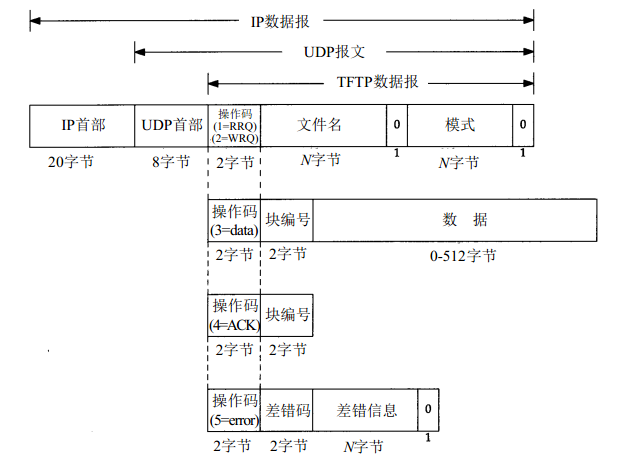 IP数据报
UDP报文
TFTP数据报
IP首部
UDP首部
操作码
(1=RRQ)
(2=WRQ)
文件名
0
模式
0
20字节
8字节
2字节
N字节
1
N字节
1
操作码
(3=data)
块编号
数 据
2字节
2字节
0-512字节
操作码
(4=ACK)
块编号
2字节
2字节
操作码
(5=error)
差错码
差错信息
0
2字节
2字节
N字节
1